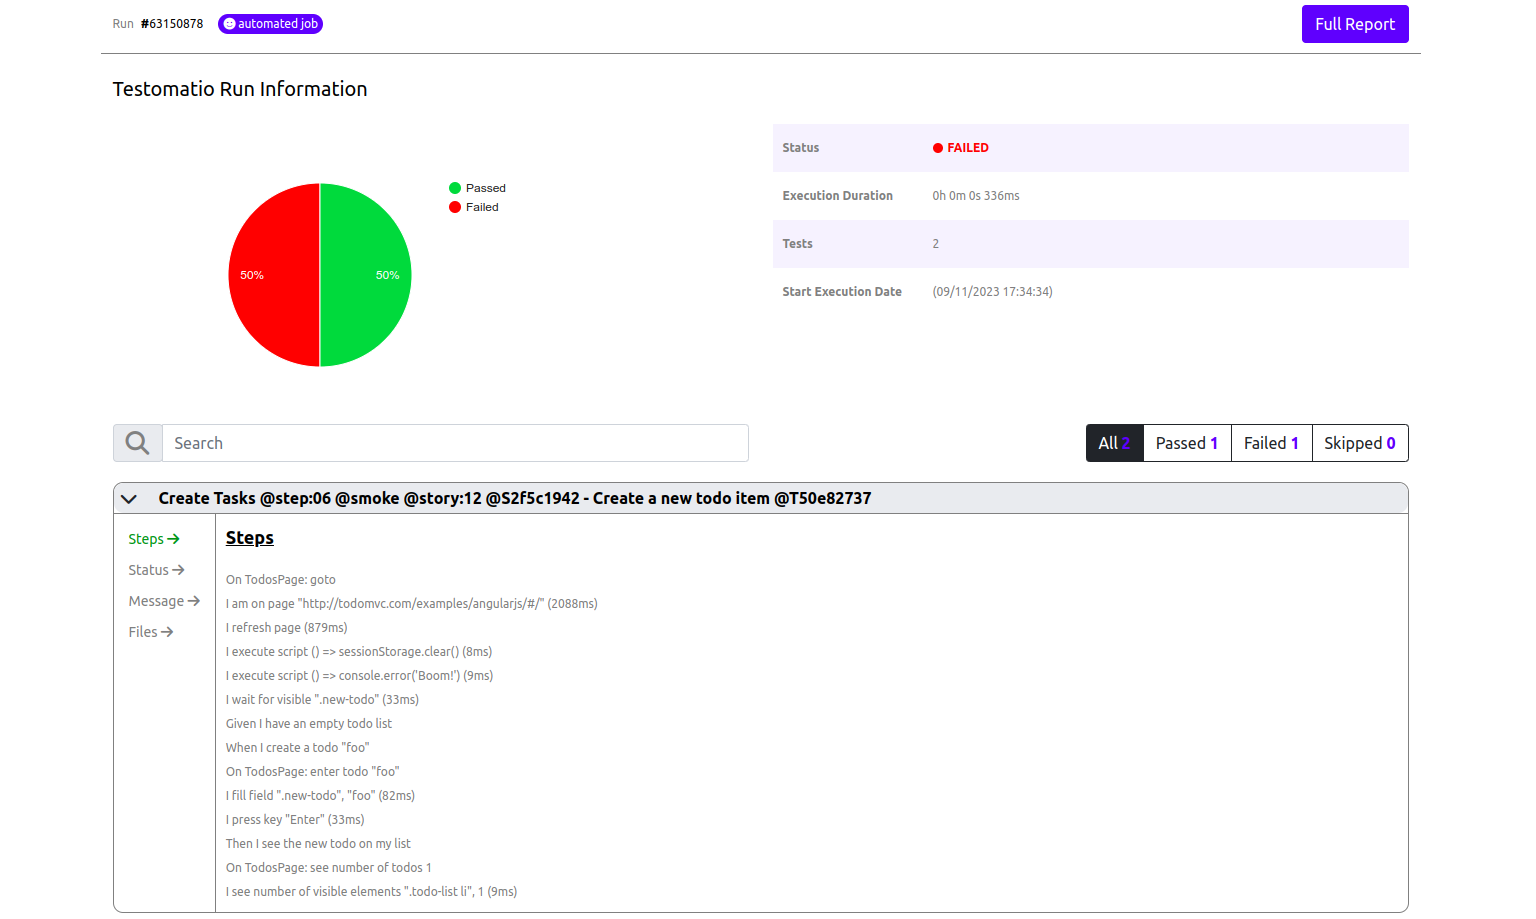 Run #63150878 automated job
Full Report
Testomatio Run Information
Passed
Failed
50%
50%
Status FAILED
Execution Duration 0h 0m 0s 336ms
Tests 2
Start Execution Date (09/11/2023 17:34:34)
Search
All 2 Passed 1 Failed 1 Skipped 0
Create Tasks @step:06 @smoke @story:12 @S2f5c1942 - Create a new todo item @T50e82737
Steps
Status
Message
Files
Steps
On TodosPage: goto
I am on page "http://todomvc.com/examples/angularjs/#/" (2088ms)
I refresh page (879ms)
I execute script () => sessionStorage.clear() (8ms)
I execute script () => console.error('Boom!') (9ms)
I wait for visible ".new-todo" (33ms)
Given I have an empty todo list
When I create a todo "foo"
On TodosPage: enter todo "foo"
I fill field ".new-todo", "foo" (82ms)
I press key "Enter" (33ms)
Then I see the new todo on my list
On TodosPage: see number of todos 1
I see number of visible elements ".todo-list li", 1 (9ms)